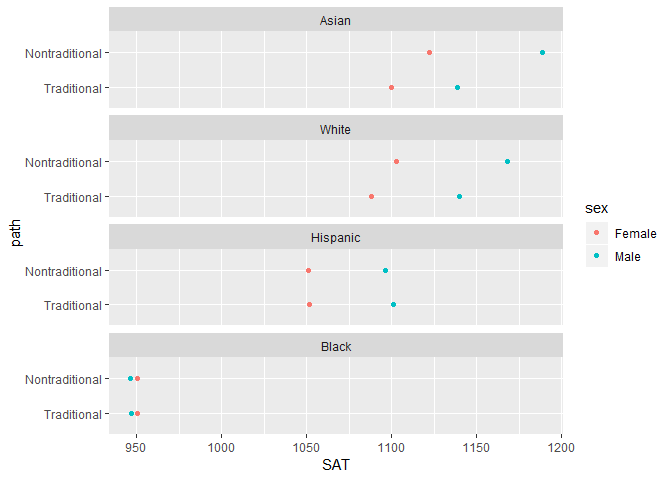 Asian
Nontraditional
Traditional
White
Nontraditional
Traditional
Hispanic
Nontraditional
Traditional
Black
Nontraditional
Traditional
950 1000 1050 1100 1150 1200
SAT
path
sex
Female
Male